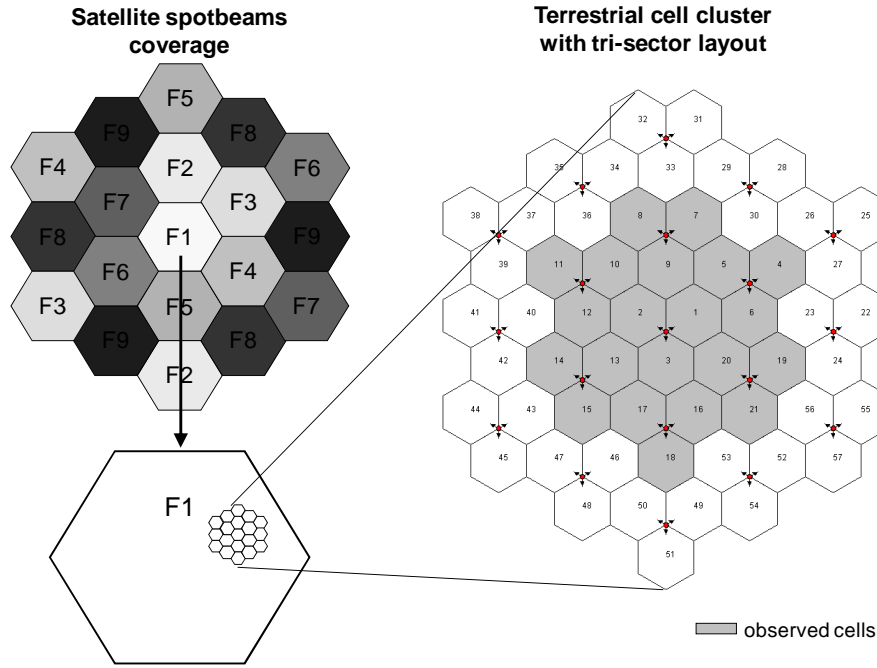 Satellite spotbeams
coverage
F5
F9 F8
F4 F2 F6
F7 F3
F8 F1 F9
F6 F4
F3 F5 F7
F9 F8
F2
F1
Terrestrial cell cluster
with tri-sector layout
32 31
35 34 33 29 28
38 37 36 8 7 30 26 25
39 11 10 9 5 4 27
41 40 12 2 1 6 23 22
42 14 13 3 20 19 24
44 43 15 17 16 21 56 55
45 47 46 18 53 52 57
48 50 49 54
51
observed cells